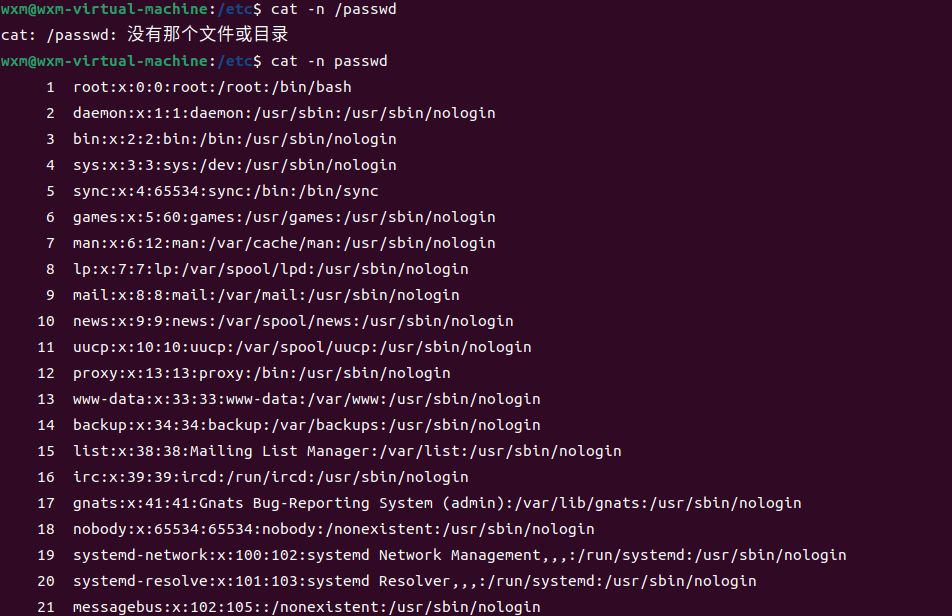 wxm@wxm-virtual-machine:/etc$ cat -n /passwd
cat: /passwd: 没有那个文件或目录
wxm@wxm-virtual-machine:/etc$ cat -n passwd
     1  root:x:0:0:root:/root:/bin/bash
     2  daemon:x:1:1:daemon:/usr/sbin:/usr/sbin/nologin
     3  bin:x:2:2:bin:/bin:/usr/sbin/nologin
     4  sys:x:3:3:sys:/dev:/usr/sbin/nologin
     5  sync:x:4:65534:sync:/bin:/bin/sync
     6  games:x:5:60:games:/usr/games:/usr/sbin/nologin
     7  man:x:6:12:man:/var/cache/man:/usr/sbin/nologin
     8  lp:x:7:7:lp:/var/spool/lpd:/usr/sbin/nologin
     9  mail:x:8:8:mail:/var/mail:/usr/sbin/nologin
    10  news:x:9:9:news:/var/spool/news:/usr/sbin/nologin
    11  uucp:x:10:10:uucp:/var/spool/uucp:/usr/sbin/nologin
    12  proxy:x:13:13:proxy:/bin:/usr/sbin/nologin
    13  www-data:x:33:33:www-data:/var/www:/usr/sbin/nologin
    14  backup:x:34:34:backup:/var/backups:/usr/sbin/nologin
    15  list:x:38:38:Mailing List Manager:/var/list:/usr/sbin/nologin
    16  irc:x:39:39:ircd:/run/ircd:/usr/sbin/nologin
    17  gnats:x:41:41:Gnats Bug-Reporting System (admin):/var/lib/gnats:/usr/sbin/nologin
    18  nobody:x:65534:65534:nobody:/nonexistent:/usr/sbin/nologin
    19  systemd-network:x:100:102:systemd Network Management,,,:/run/systemd:/usr/sbin/nologin
    20  systemd-resolve:x:101:103:systemd Resolver,,,:/run/systemd:/usr/sbin/nologin
    21  messagebus:x:102:105::/nonexistent:/usr/sbin/nologin